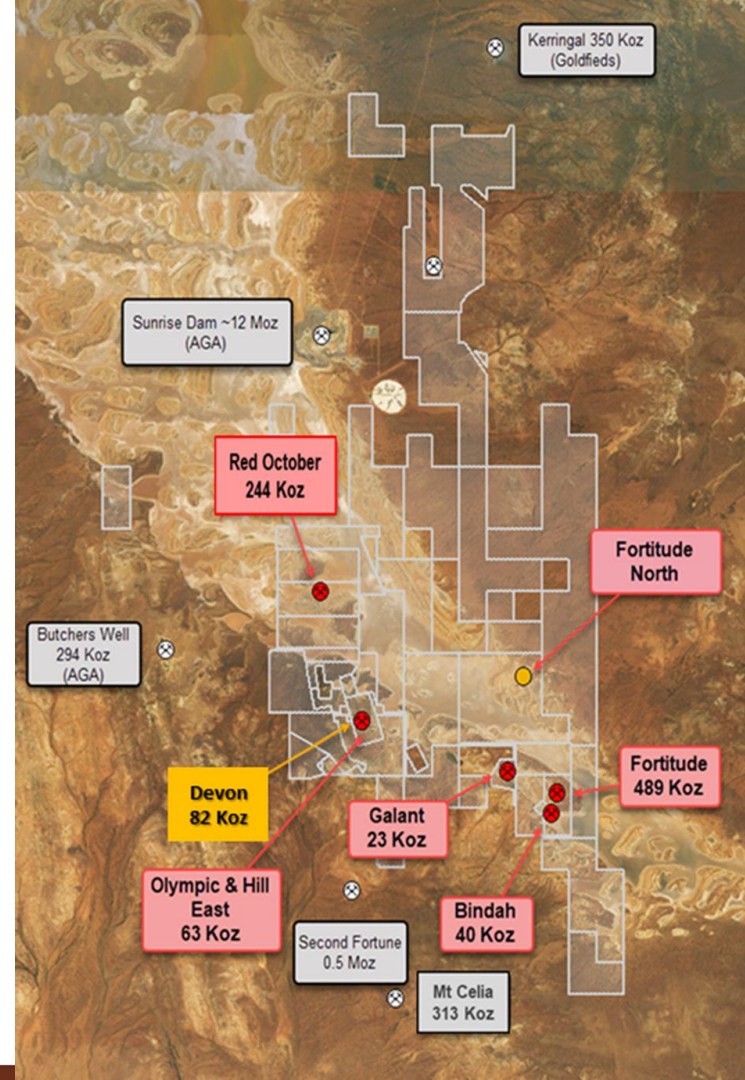 Kerringal 350 Koz
(Goldfieds)
Sunrise Dam ~12 Moz
(AGA)
Red October
244 Koz
Fortitude
North
Butchers Well
294 Koz
(AGA)
Devon
82 Koz
Galant
23 Koz
Fortitude
489 Koz
Olympic & Hill
East
63 Koz
Bindah
40 Koz
Second Fortune
0.5 Moz
Mt Celia
313 Koz